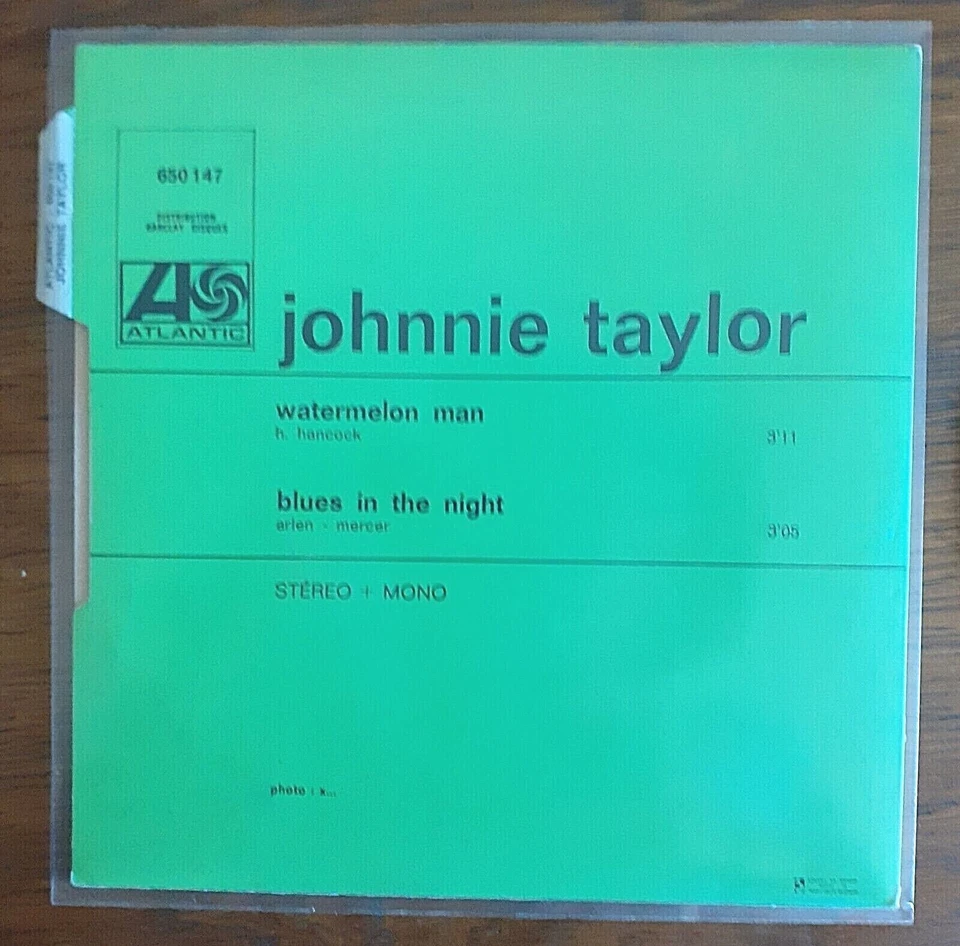 650 147
DISTRIBUTION
BARCLAY DISQUES
ATLANTIC
ATLANTIC
JOHNNIE TAYLOR
johnnie taylor
watermelon man
h. hancock
3'11
blues in the night
arlen - mercer
3'05
STÉREO + MONO
photo : x...